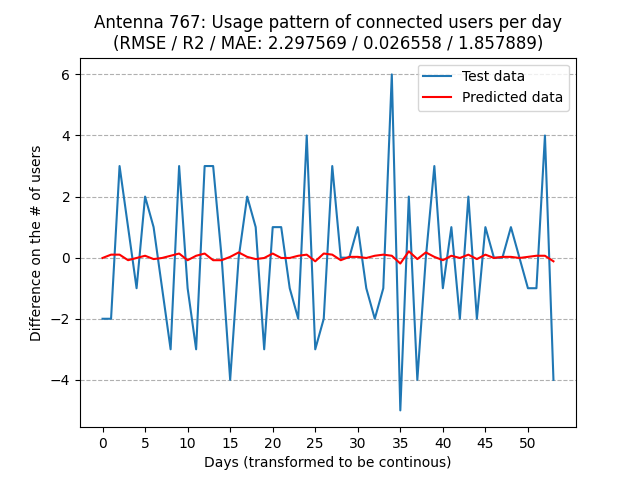 Antenna 767: Usage pattern of connected users per day
(RMSE / R2 / MAE: 2.297569 / 0.026558 / 1.857889)
Test data
Predicted data
Difference on the # of users
6
4
2
0
−2
−4
0 5 10 15 20 25 30 35 40 45 50
Days (transformed to be continous)